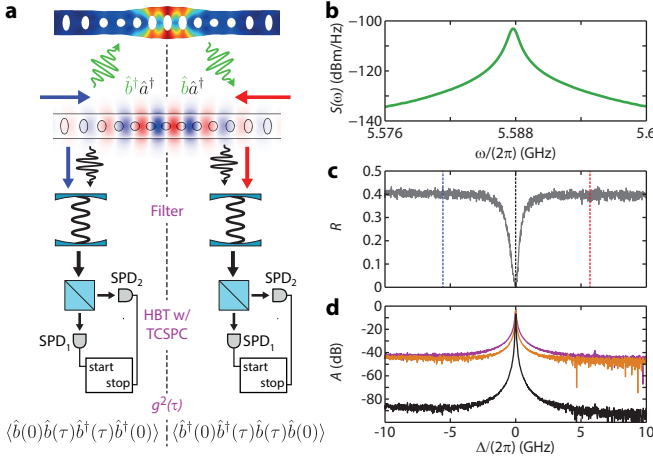 a
b̂†â† b̂â†
Filter
SPD₂ SPD₂
HBT w/
TCSPC
SPD₁ SPD₁
start start
stop stop
g²(τ)
⟨b̂(0)b̂(τ)b̂†(τ)b̂†(0)⟩ ⟨b̂†(0)b̂†(τ)b̂(τ)b̂(0)⟩
b
S(ω) (dBm/Hz)
−100
−120
−140
5.576 5.588 5.6
ω/(2π) (GHz)
c
R
0.5
0.4
0.3
0.2
0.1
0
d
A (dB)
0
-20
-40
-60
-80
-10 -5 0 5 10
Δ/(2π) (GHz)